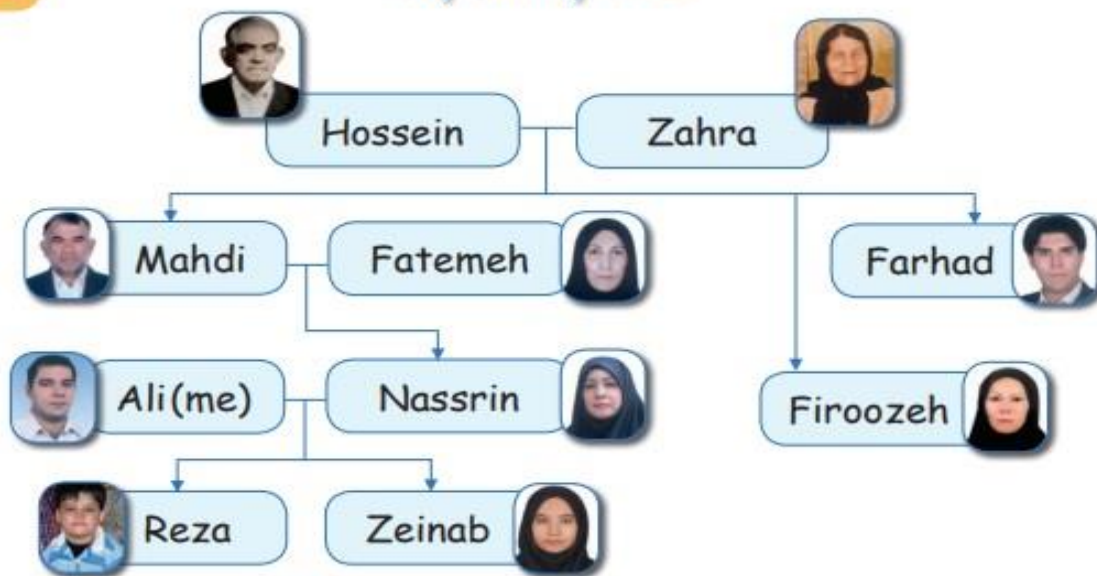 Hossein
Zahra
Mahdi
Fatemeh
Farhad
Ali(me)
Nassrin
Firoozeh
Reza
Zeinab